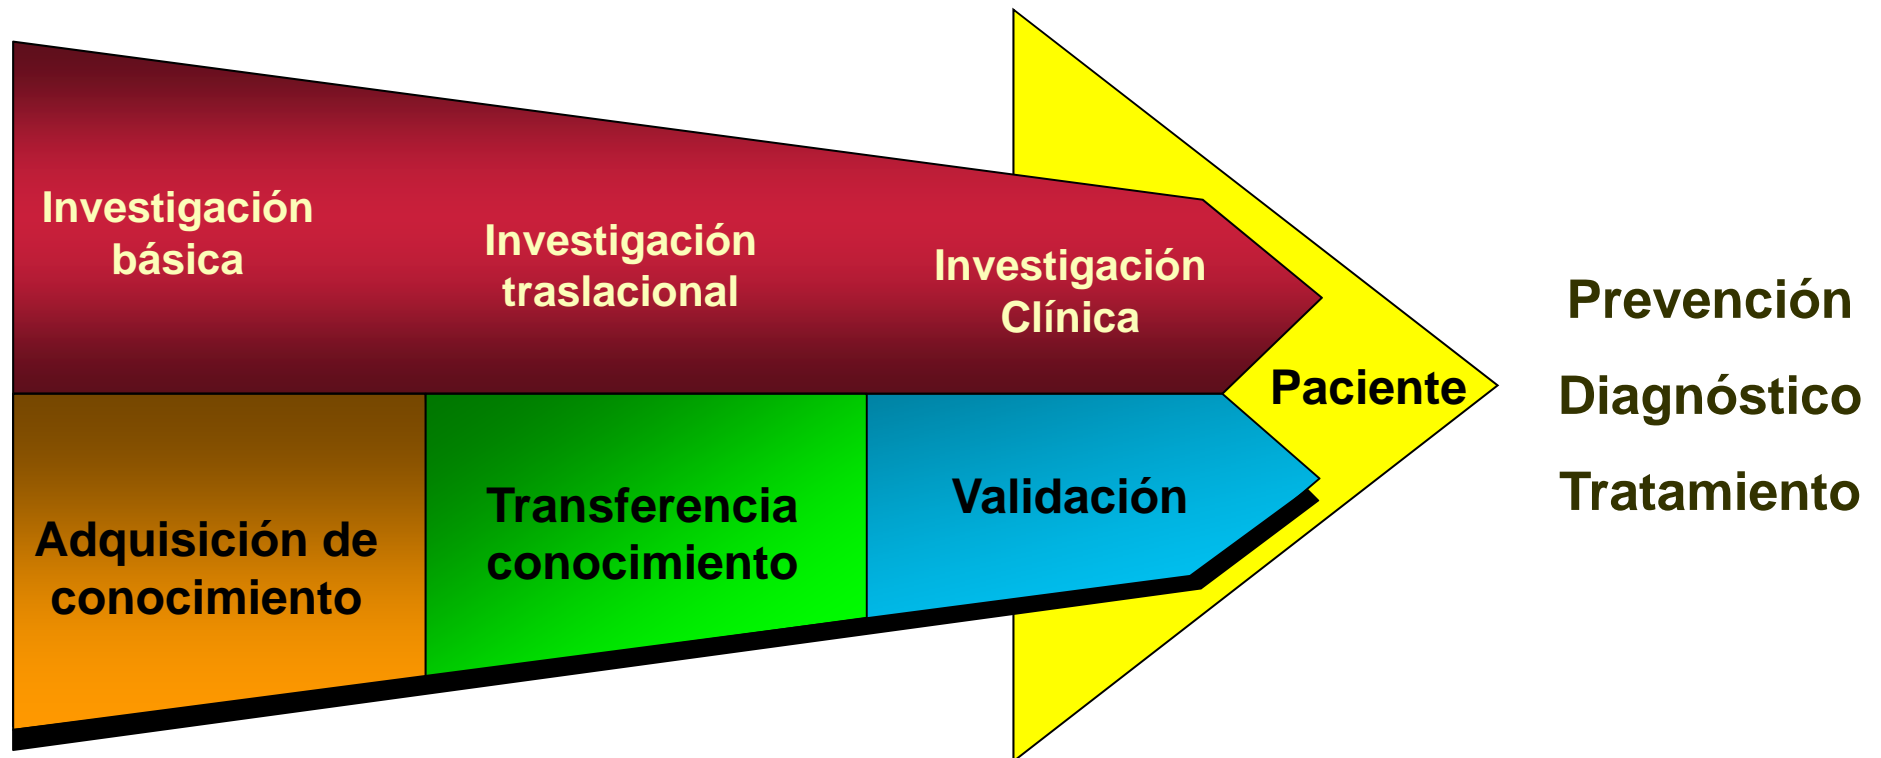 Investigación
básica
Investigación
traslacional
Investigación
Clínica
Paciente
Adquisición de
conocimiento
Transferencia
conocimiento
Validación
Prevención
Diagnóstico
Tratamiento